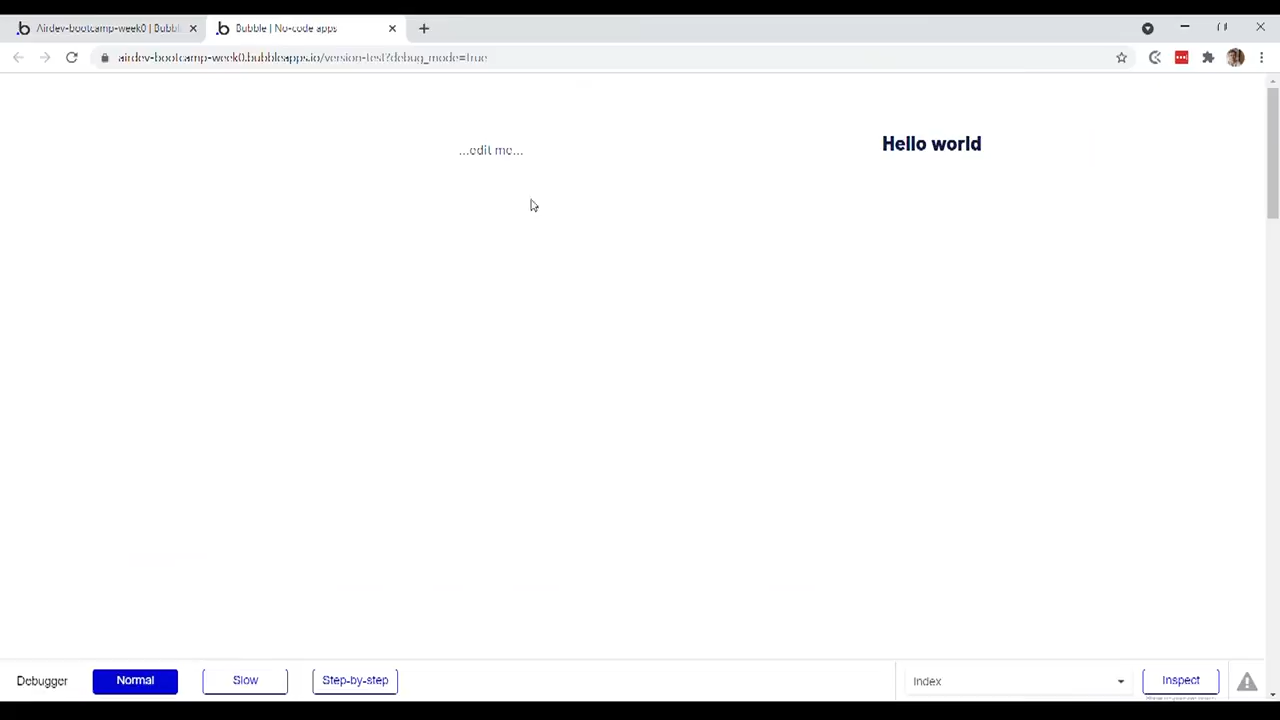 Airdev-bootcamp-week0 | Bubbl
Bubble | No-code apps
airdev-bootcamp-week0.bubbleapps.io/version-test?debug_mode=true
...edit me...
Hello world
Debugger
Normal
Slow
Step-by-step
Index
Inspect